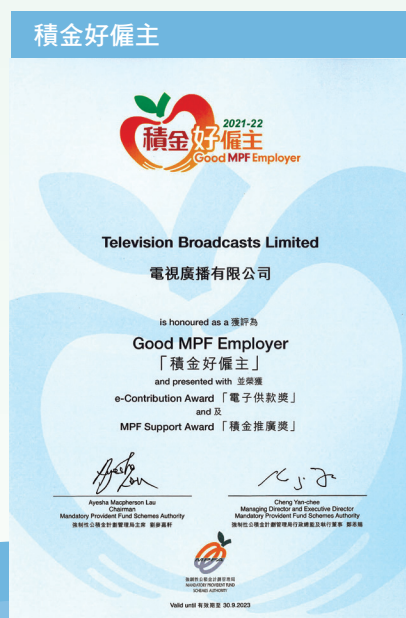 積金好僱主
2021-22
積金好僱主
Good MPF Employer
Television Broadcasts Limited
電視廣播有限公司
is honoured as a 獲評為
Good MPF Employer
「積金好僱主」
and presented with 並榮獲
e-Contribution Award 「電子供款獎」
and 及
MPF Support Award 「積金推廣獎」
Ayesha Macpherson Lau
Chairman
Mandatory Provident Fund Schemes Authority
強制性公積金計劃管理局主席 劉麥嘉軒
Cheng Yan-chee
Managing Director and Executive Director
Mandatory Provident Fund Schemes Authority
強制性公積金計劃管理局行政總監及執行董事 鄭恩賜
MPFA
強制性公積金計劃管理局
MANDATORY PROVIDENT FUND
SCHEMES AUTHORITY
Valid until 有效期至 30.9.2023